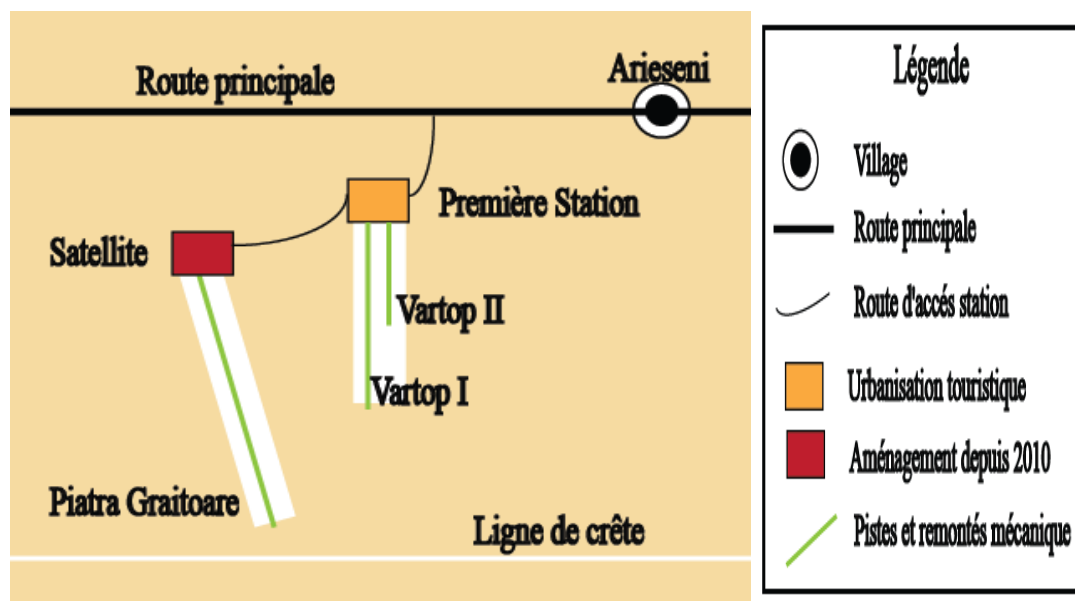 Route principale
Arieseni
Première Station
Satellite
Vartop II
Vartop I
Piatra Graitoare
Ligne de crête
Légende
Village
Route principale
Route d'accés station
Urbanisation touristique
Aménagement depuis 2010
Pistes et remontés mécanique